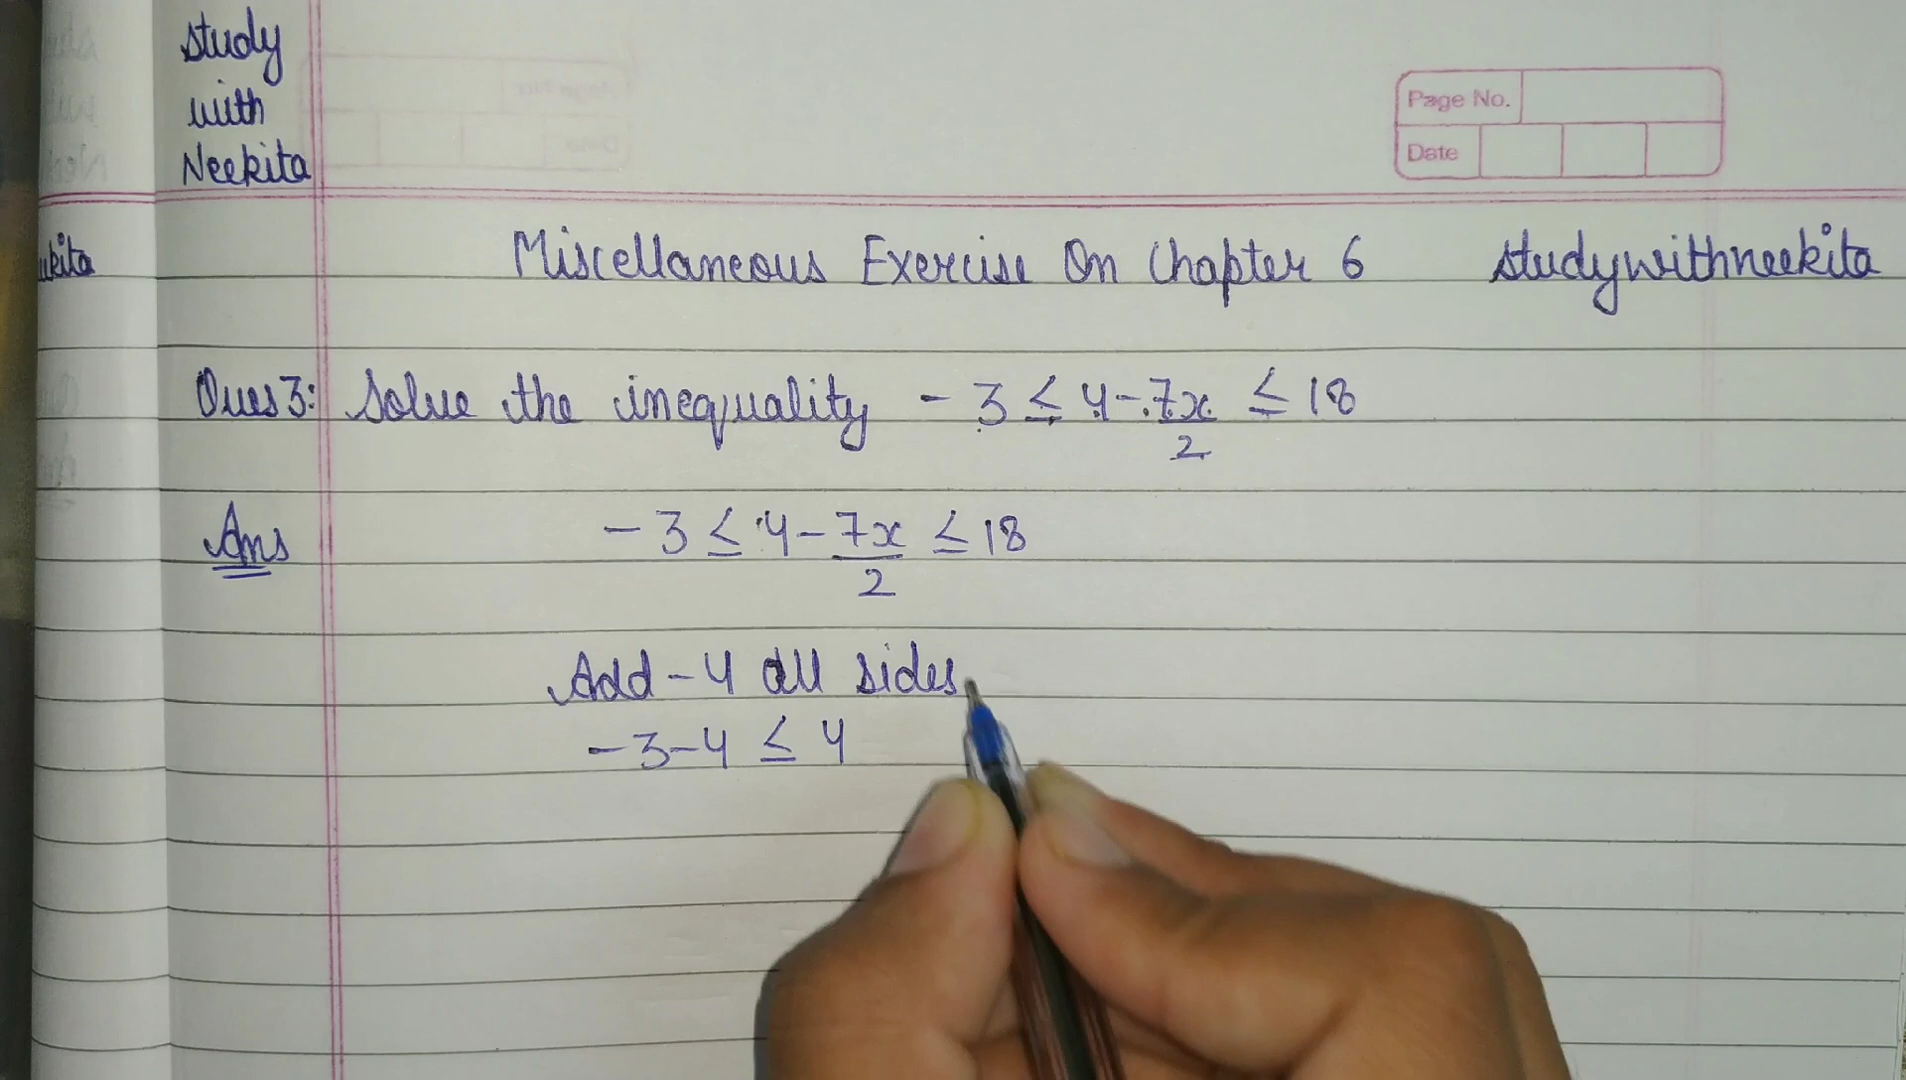 study
with
Neekita
Page No.
Date
ukita
Miscellaneous Exercise On Chapter 6 studywithneekita
Ques 3: Solve the inequality - 3 ≤ 4 - 7x/2 ≤ 18
Ans - 3 ≤ 4 - 7x/2 ≤ 18
Add - 4 all sides
- 3 - 4 ≤ 4